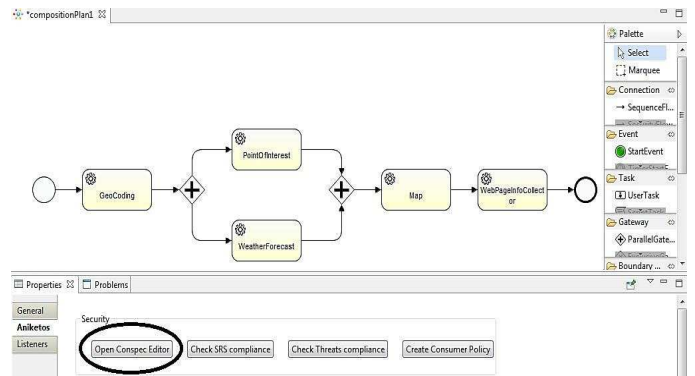 *compositionPlan1
Palette
Select
Marquee
Connection
SequenceFl...
Event
StartEvent
Task
UserTask
Gateway
ParallelGate...
Boundary ...
PointOfInterest
GeoCoding
Map
WebPageInfoCollect
or
WeatherForecast
Properties
Problems
General
Aniketos
Listeners
Security
Open Conspec Editor
Check SRS compliance
Check Threats compliance
Create Consumer Policy